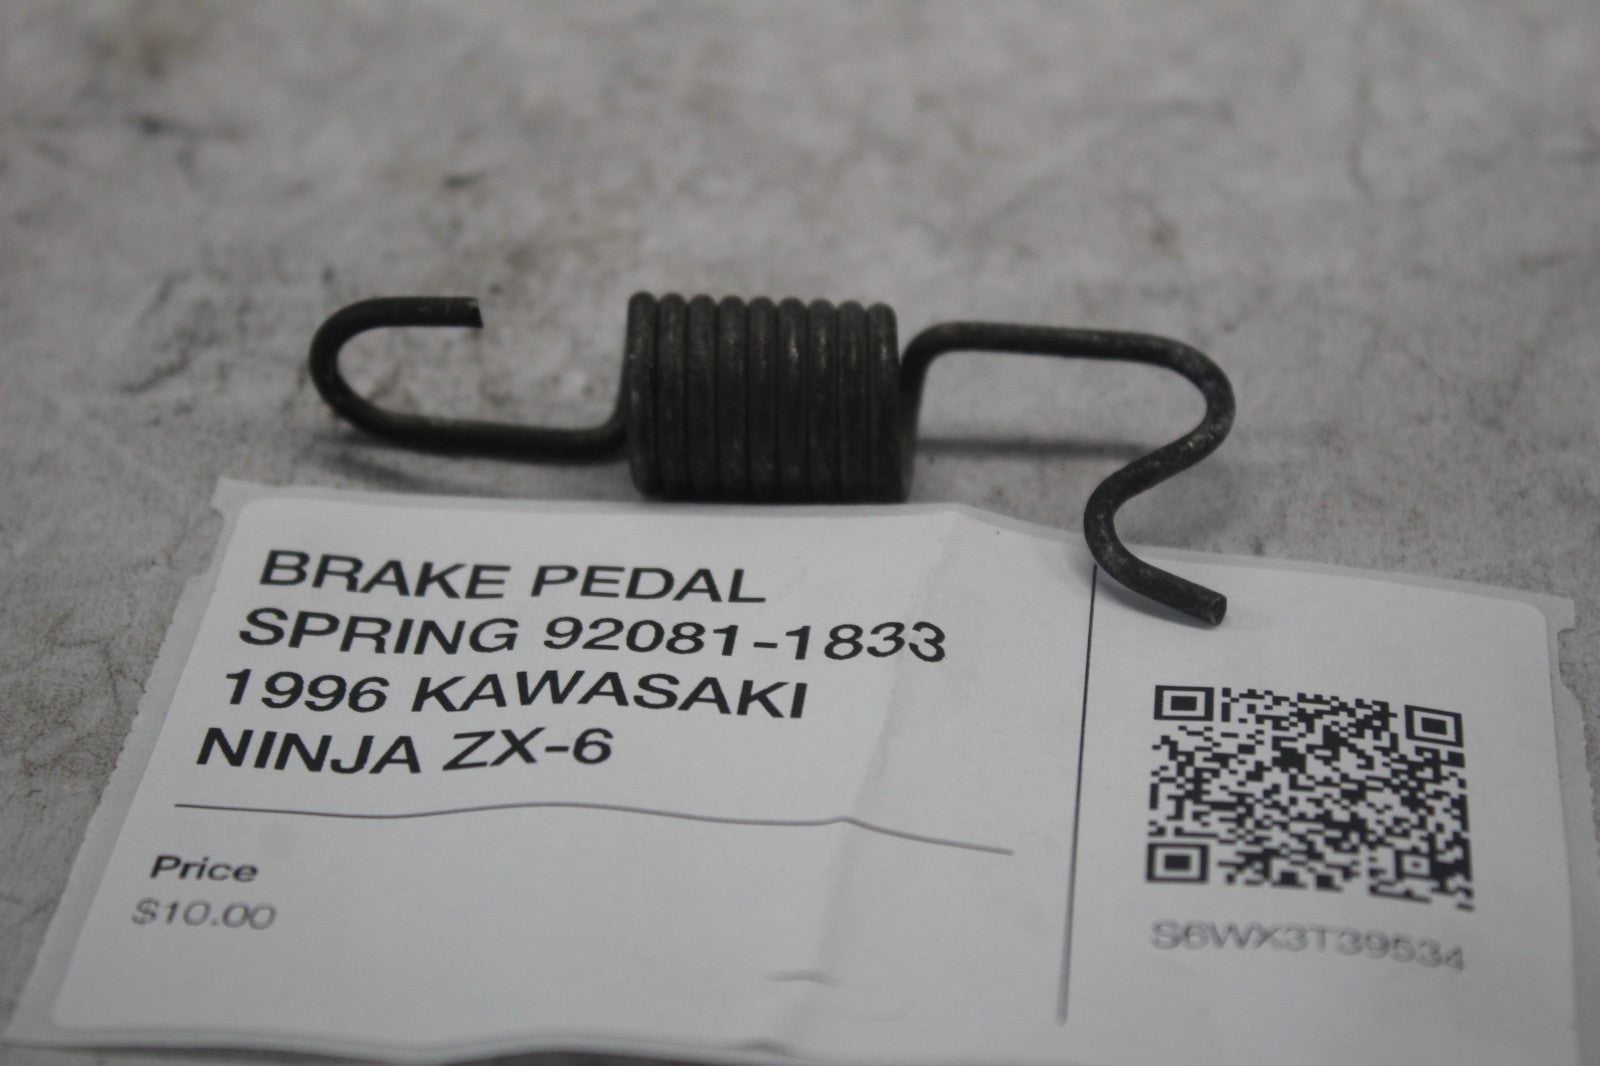 BRAKE PEDAL
SPRING 92081-1833
1996 KAWASAKI
NINJA ZX-6
Price
$10.00
S6WX3T39534